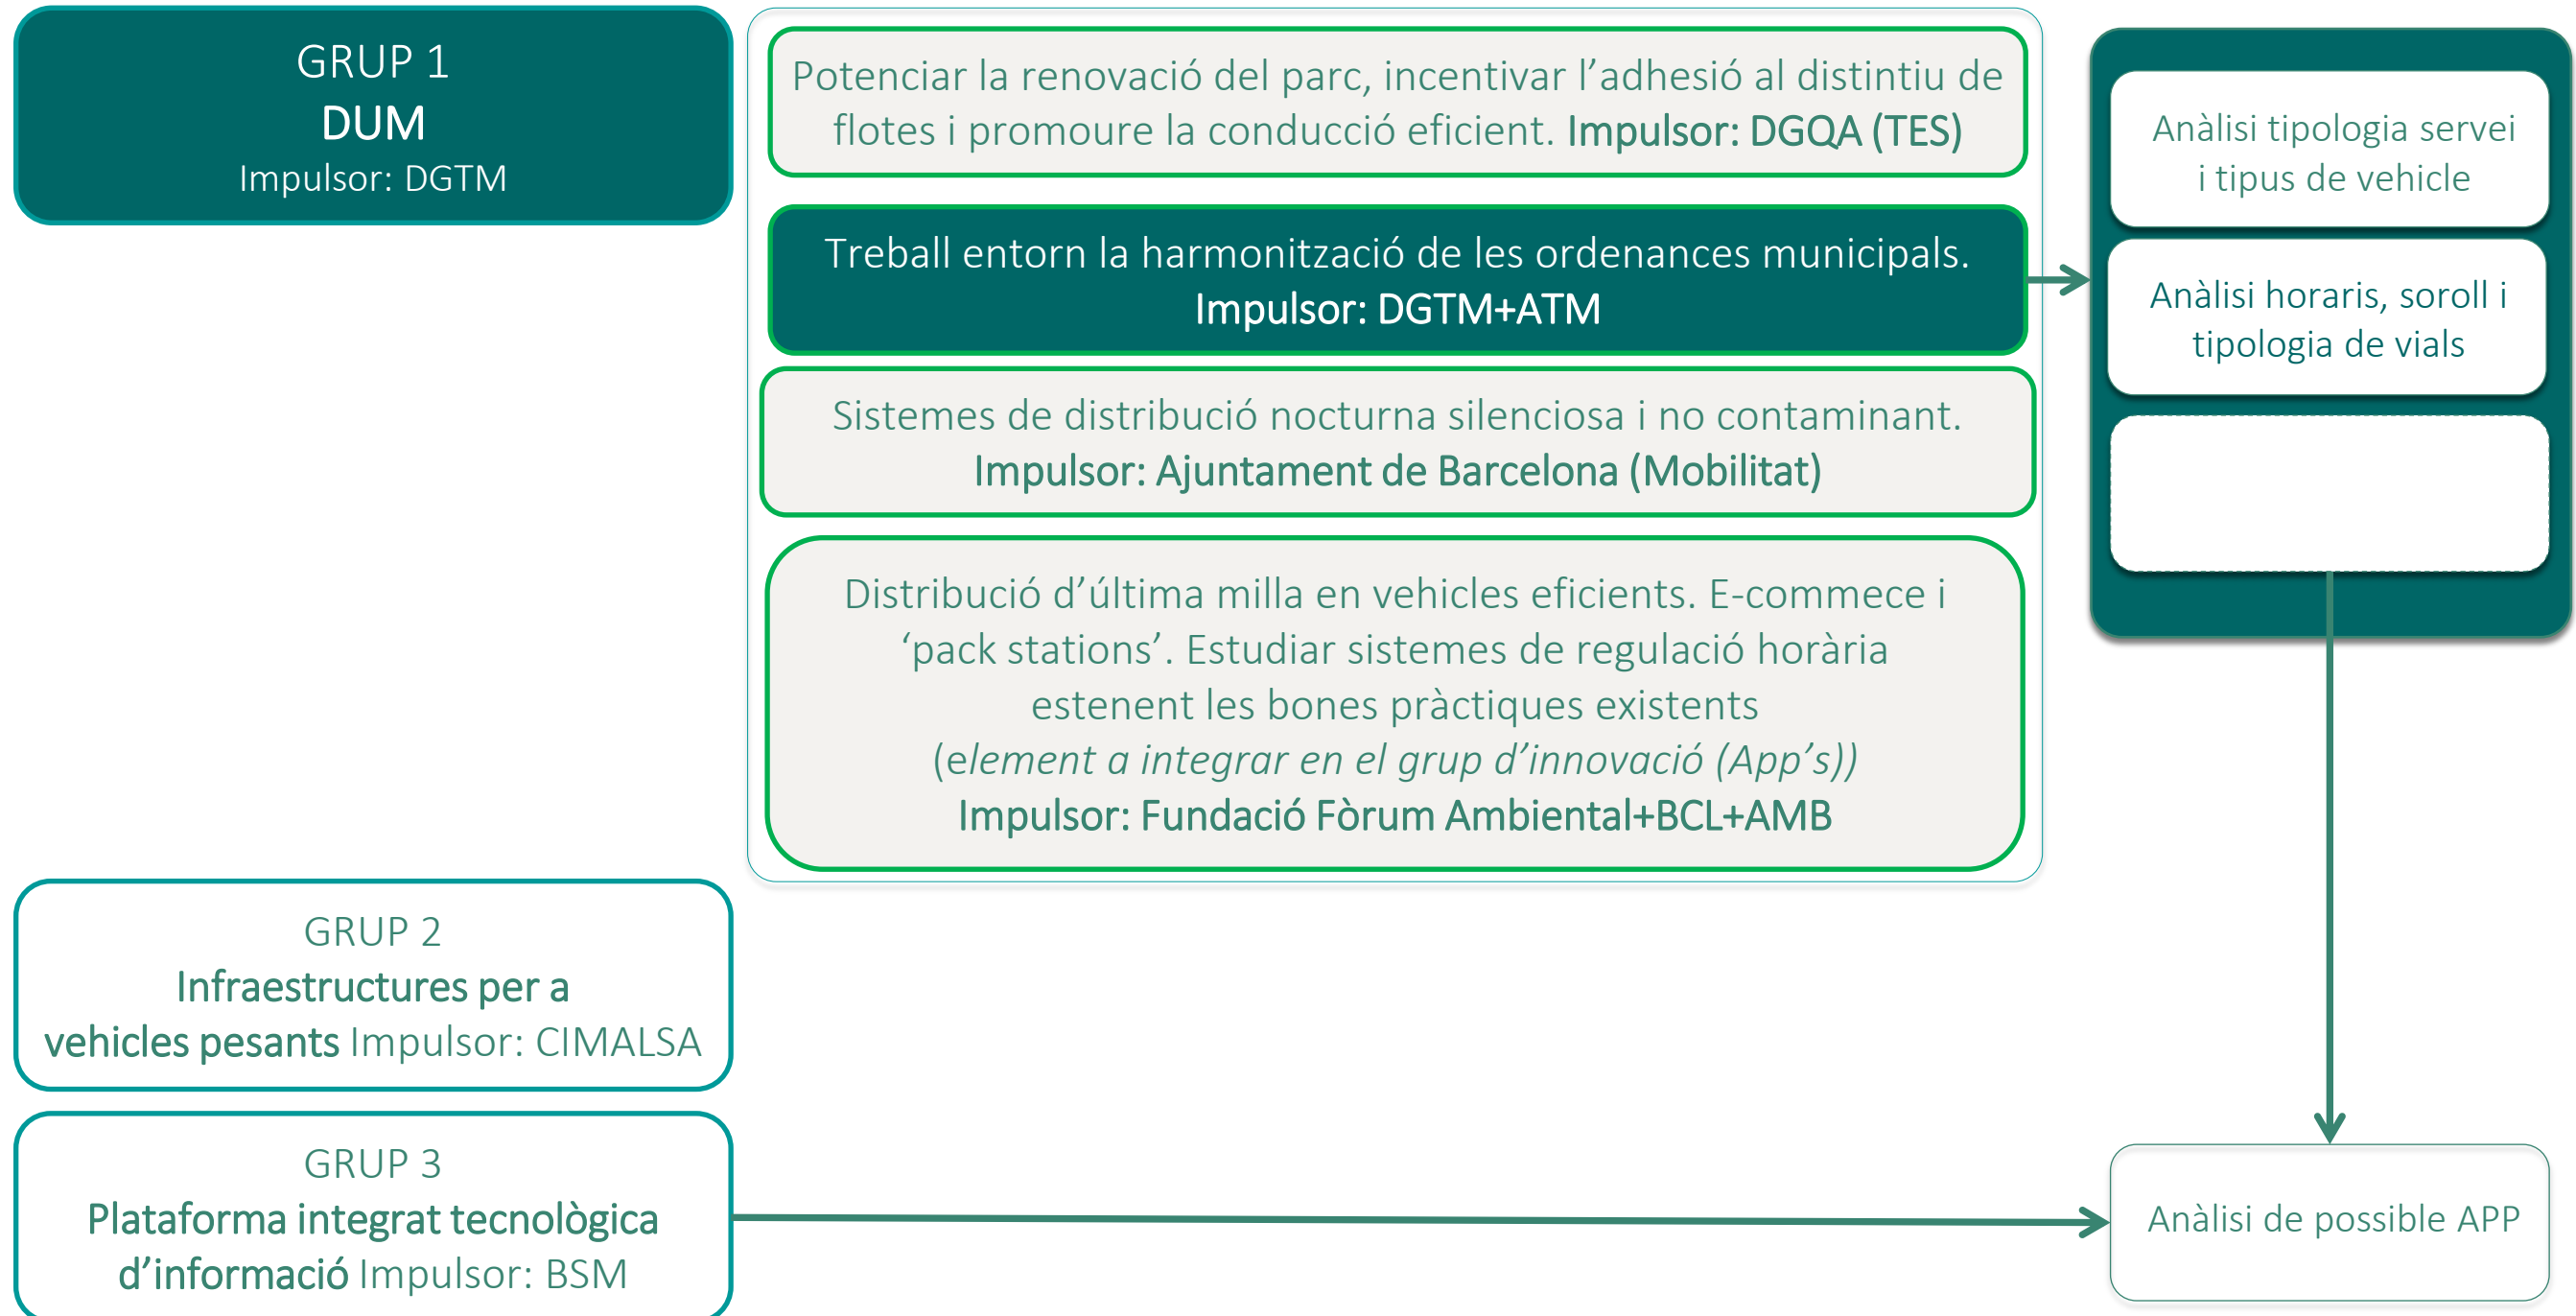 GRUP 1
DUM
Impulsor: DGTM
Potenciar la renovació del parc, incentivar l’adhesió al distintiu de
flotes i promoure la conducció eficient. Impulsor: DGQA (TES)
Treball entorn la harmonització de les ordenances municipals.
Impulsor: DGTM+ATM
Sistemes de distribució nocturna silenciosa i no contaminant.
Impulsor: Ajuntament de Barcelona (Mobilitat)
Distribució d’última milla en vehicles eficients. E-commece i
‘pack stations’. Estudiar sistemes de regulació horària
estenent les bones pràctiques existents
(element a integrar en el grup d’innovació (App’s))
Impulsor: Fundació Fòrum Ambiental+BCL+AMB
Anàlisi tipologia servei
i tipus de vehicle
Anàlisi horaris, soroll i
tipologia de vials
GRUP 2
Infraestructures per a
vehicles pesants Impulsor: CIMALSA
GRUP 3
Plataforma integrat tecnològica
d’informació Impulsor: BSM
Anàlisi de possible APP